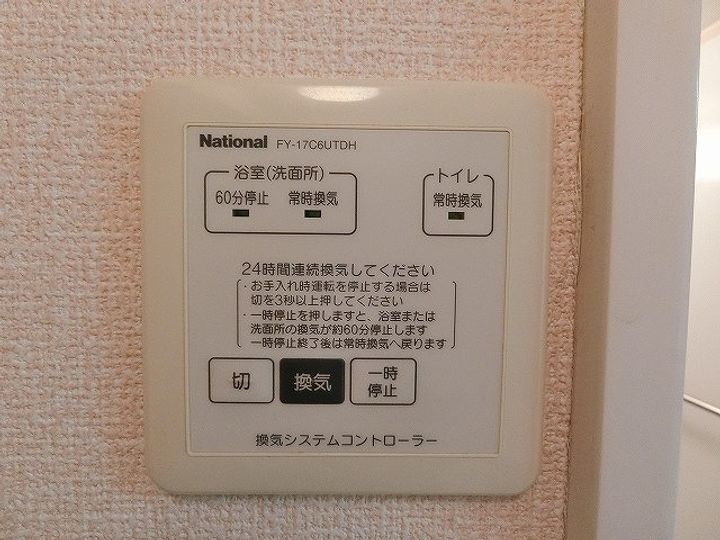 National FY-17C6UTDH
浴室(洗面所)
60分停止 常時換気
トイレ
常時換気
24時間連続換気してください
・お手入れ時運転を停止する場合は
切を3秒以上押してください
・一時停止を押しますと、浴室または
洗面所の換気が約60分停止します
一時停止終了後は常時換気へ戻ります
切
換気
一時
停止
換気システムコントローラー